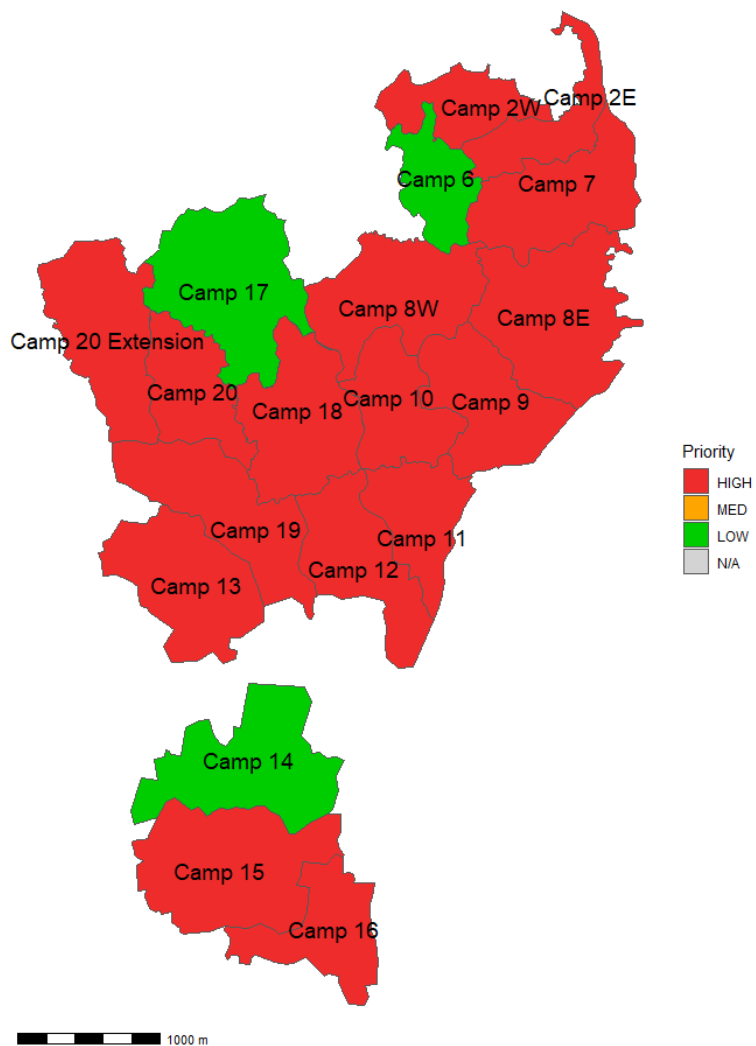 Camp 2E
Camp 2W
Camp 6
Camp 7
Camp 17
Camp 8W
Camp 8E
Camp 20 Extension
Camp 20
Camp 18
Camp 10
Camp 9
Camp 19
Camp 11
Camp 12
Camp 13
Priority
HIGH
MED
LOW
N/A
Camp 14
Camp 15
Camp 16
1000 m